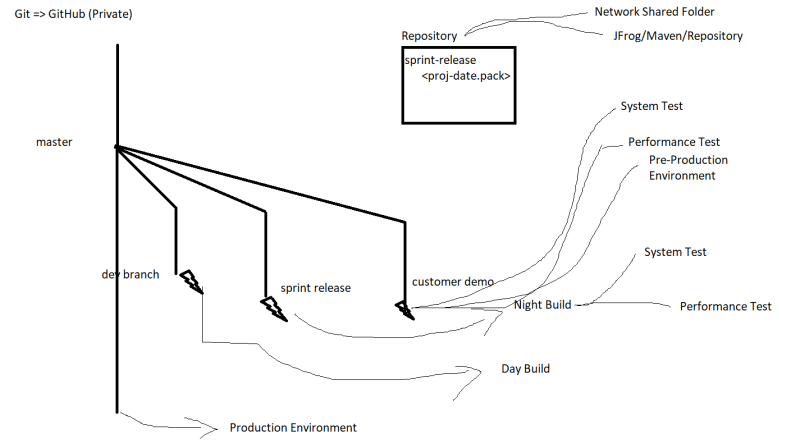 Git => GitHub (Private)
Network Shared Folder
Repository
JFrog/Maven/Repository
sprint-release
<proj-date.pack>
System Test
master
Performance Test
Pre-Production
Environment
System Test
dev branch
sprint release
customer demo
Night Build
Performance Test
Day Build
Production Environment